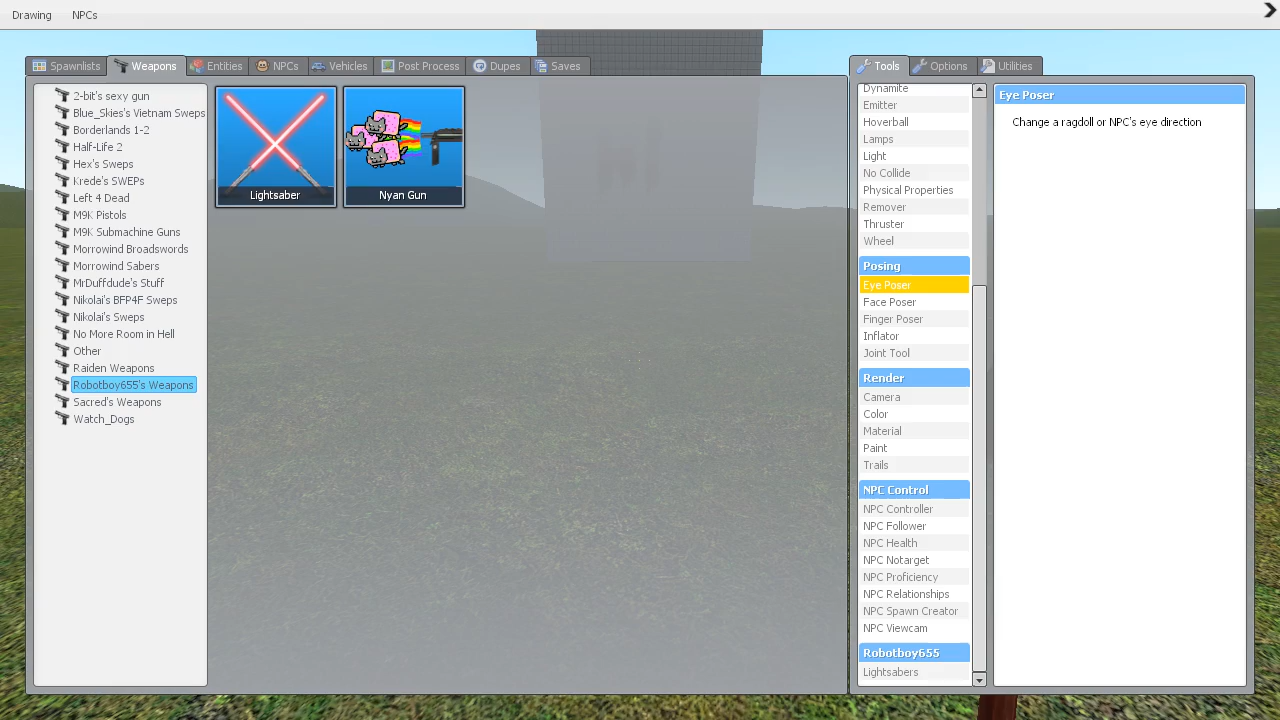 Drawing
NPCs
Spawnlists
Weapons
Entities
NPCs
Vehicles
Post Process
Dupes
Saves
Tools
Options
Utilities
2-bit's sexy gun
Blue_Skies's Vietnam Sweps
Borderlands 1-2
Half-Life 2
Hex's Sweps
Krede's SWEPs
Left 4 Dead
M9K Pistols
M9K Submachine Guns
Morrowind Broadswords
Morrowind Sabers
MrDuffdude's Stuff
Nikolai's BFP4F Sweps
Nikolai's Sweps
No More Room in Hell
Other
Raiden Weapons
Robotboy655's Weapons
Sacred's Weapons
Watch_Dogs
Lightsaber
Nyan Gun
Dynamite
Emitter
Hoverball
Lamps
Light
No Collide
Physical Properties
Remover
Thruster
Wheel
Posing
Eye Poser
Face Poser
Finger Poser
Inflator
Joint Tool
Render
Camera
Color
Material
Paint
Trails
NPC Control
NPC Controller
NPC Follower
NPC Health
NPC Notarget
NPC Proficiency
NPC Relationships
NPC Spawn Creator
NPC Viewcam
Robotboy655
Lightsabers
Eye Poser
Change a ragdoll or NPC's eye direction